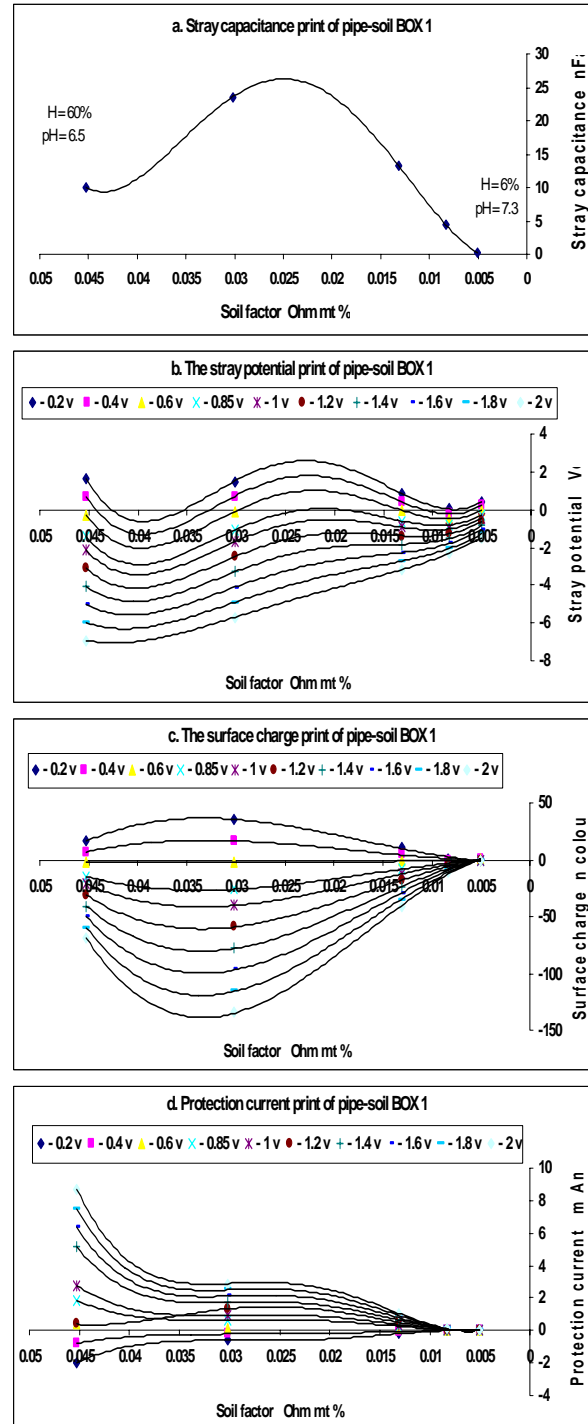 a. Stray capacitance print of pipe-soil BOX 1
30
25
20
15
10
5
0
Stray capacitance nF
H=60%
pH=6.5
H=6%
pH=7.3
0.05 0.045 0.04 0.035 0.03 0.025 0.02 0.015 0.01 0.005 0
Soil factor Ohm mt %
b. The stray potential print of pipe-soil BOX 1
- 0.2 v - 0.4 v - 0.6 v - 0.85 v - 1 v - 1.2 v - 1.4 v - 1.6 v - 1.8 v - 2 v
4
2
0
-2
-4
-6
-8
Stray potential V
0.05 0.045 0.04 0.035 0.03 0.025 0.02 0.015 0.01 0.005 0
Soil factor Ohm mt %
c. The surface charge print of pipe-soil BOX 1
- 0.2 v - 0.4 v - 0.6 v - 0.85 v - 1 v - 1.2 v - 1.4 v - 1.6 v - 1.8 v - 2 v
50
0
-50
-100
-150
Surface charge n colou
0.05 0.045 0.04 0.035 0.03 0.025 0.02 0.015 0.01 0.005 0
Soil factor Ohm mt %
d. Protection current print of pipe-soil BOX 1
- 0.2 v - 0.4 v - 0.6 v - 0.85 v - 1 v - 1.2 v - 1.4 v - 1.6 v - 1.8 v - 2 v
10
8
6
4
2
0
-2
-4
Protection current m An
0.05 0.045 0.04 0.035 0.03 0.025 0.02 0.015 0.01 0.005 0
Soil factor Ohm mt %